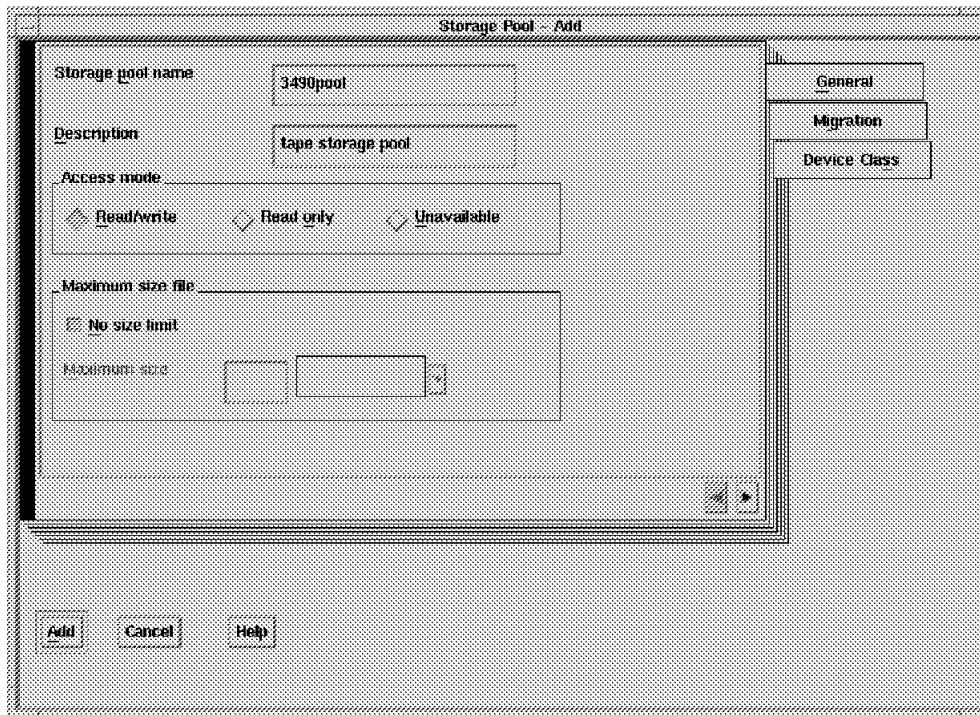 Storage Pool - Add
Storage pool name
3490pool
General
Migration
Description
tape storage pool
Device Class
Access mode
Read/write
Read only
Unavailable
Maximum size file
No size limit
Maximum size
Add
Cancel
Help